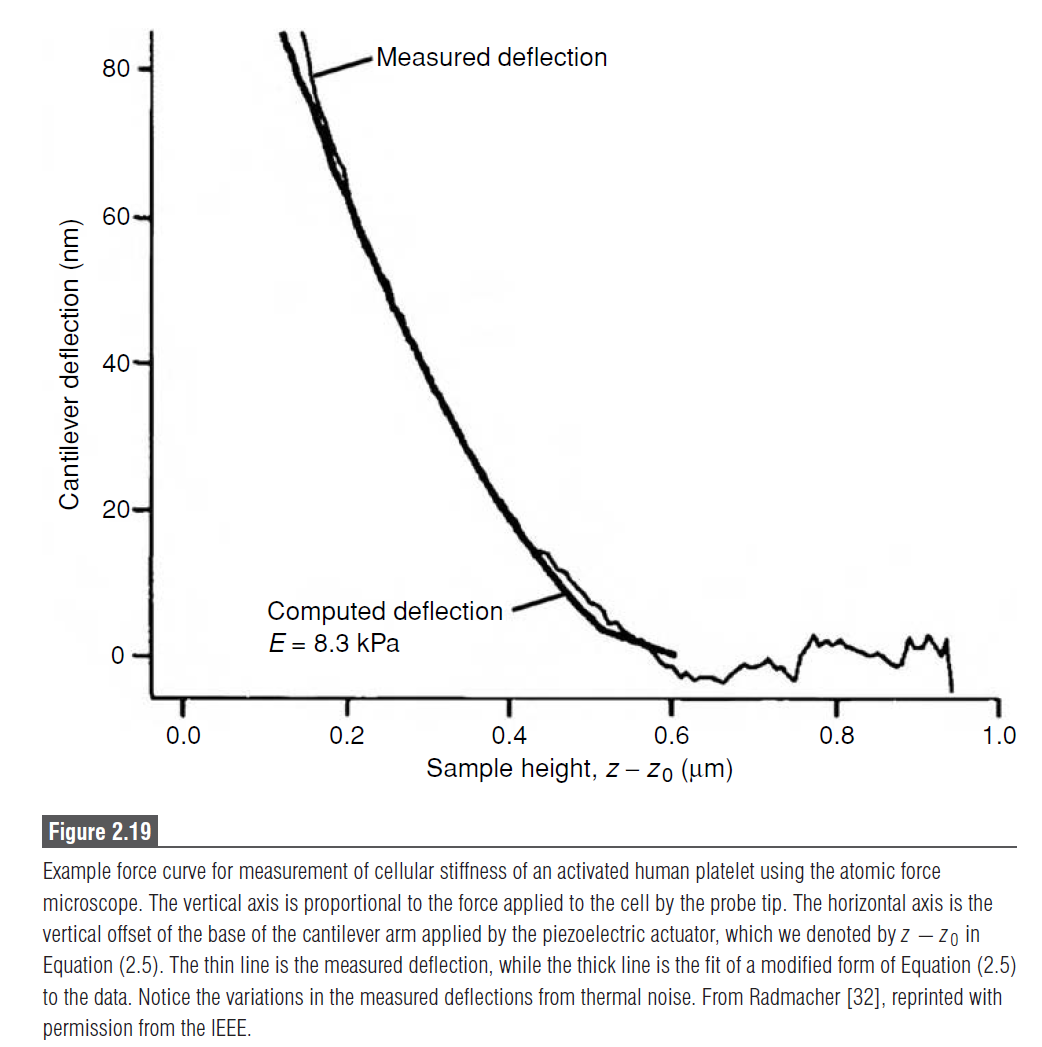 80
Measured deflection
60
Cantilever deflection (nm)
40
20
Computed deflection
E = 8.3 kPa
0
0.0 0.2 0.4 0.6 0.8 1.0
Sample height, z – z0 (μm)
Figure 2.19
Example force curve for measurement of cellular stiffness of an activated human platelet using the atomic force
microscope. The vertical axis is proportional to the force applied to the cell by the probe tip. The horizontal axis is the
vertical offset of the base of the cantilever arm applied by the piezoelectric actuator, which we denoted by z – z0 in
Equation (2.5). The thin line is the measured deflection, while the thick line is the fit of a modified form of Equation (2.5)
to the data. Notice the variations in the measured deflections from thermal noise. From Radmacher [32], reprinted with
permission from the IEEE.